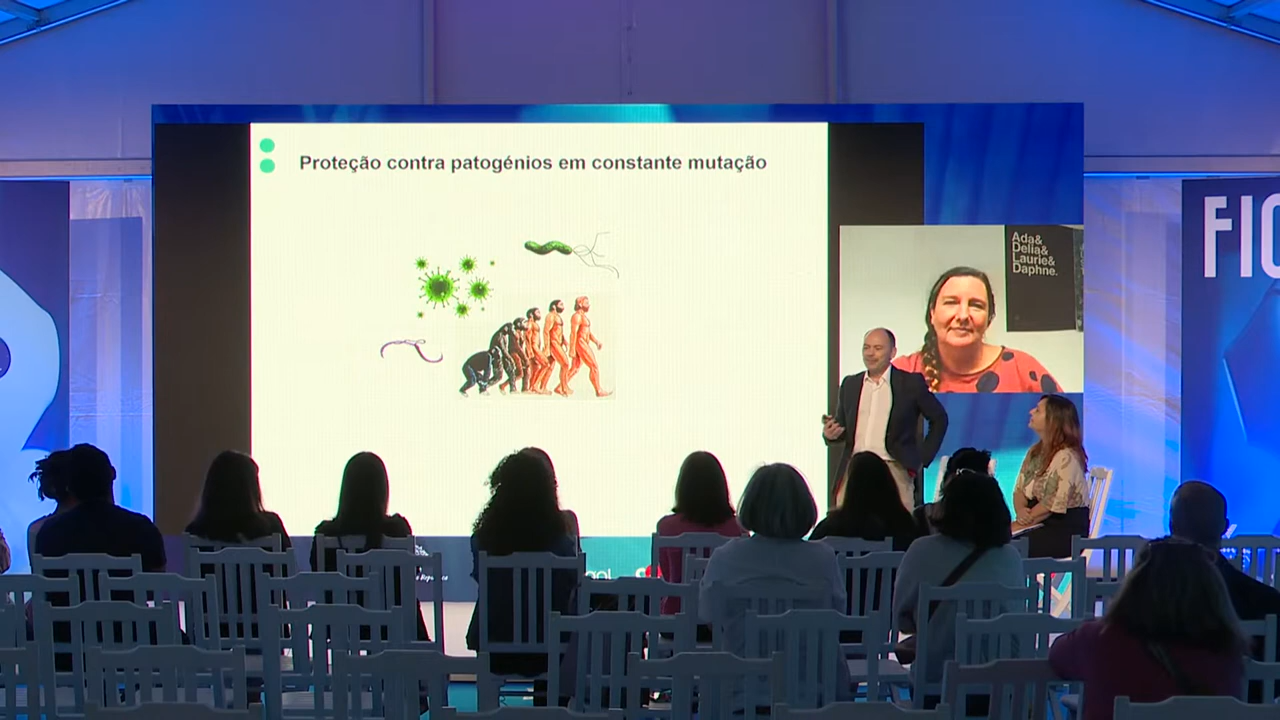 Proteção contra patogénios em constante mutação
Ada&
Delia&
Laurie&
Daphne.
FIC